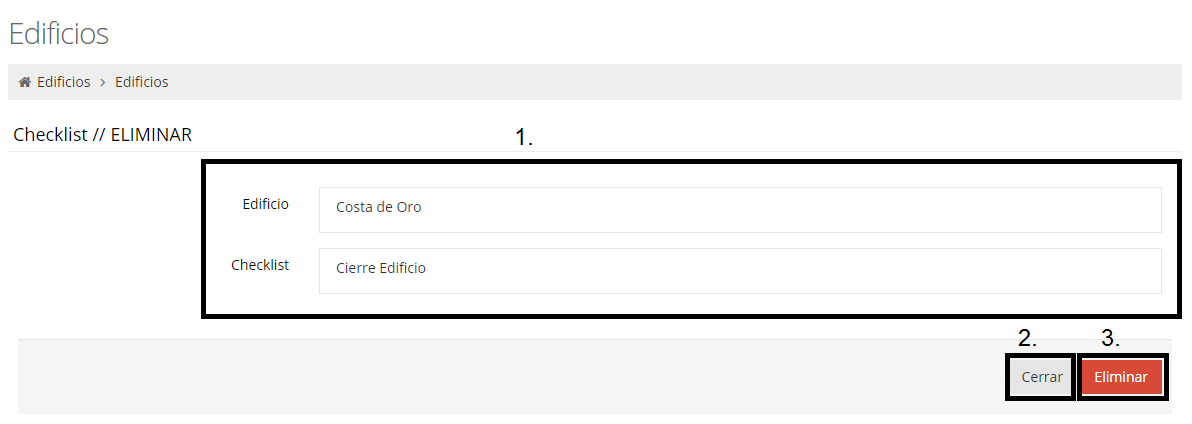 Edificios
Edificios > Edificios
Checklist // ELIMINAR
1.
Edificio Costa de Oro
Checklist Cierre Edificio
2. 3.
Cerrar Eliminar